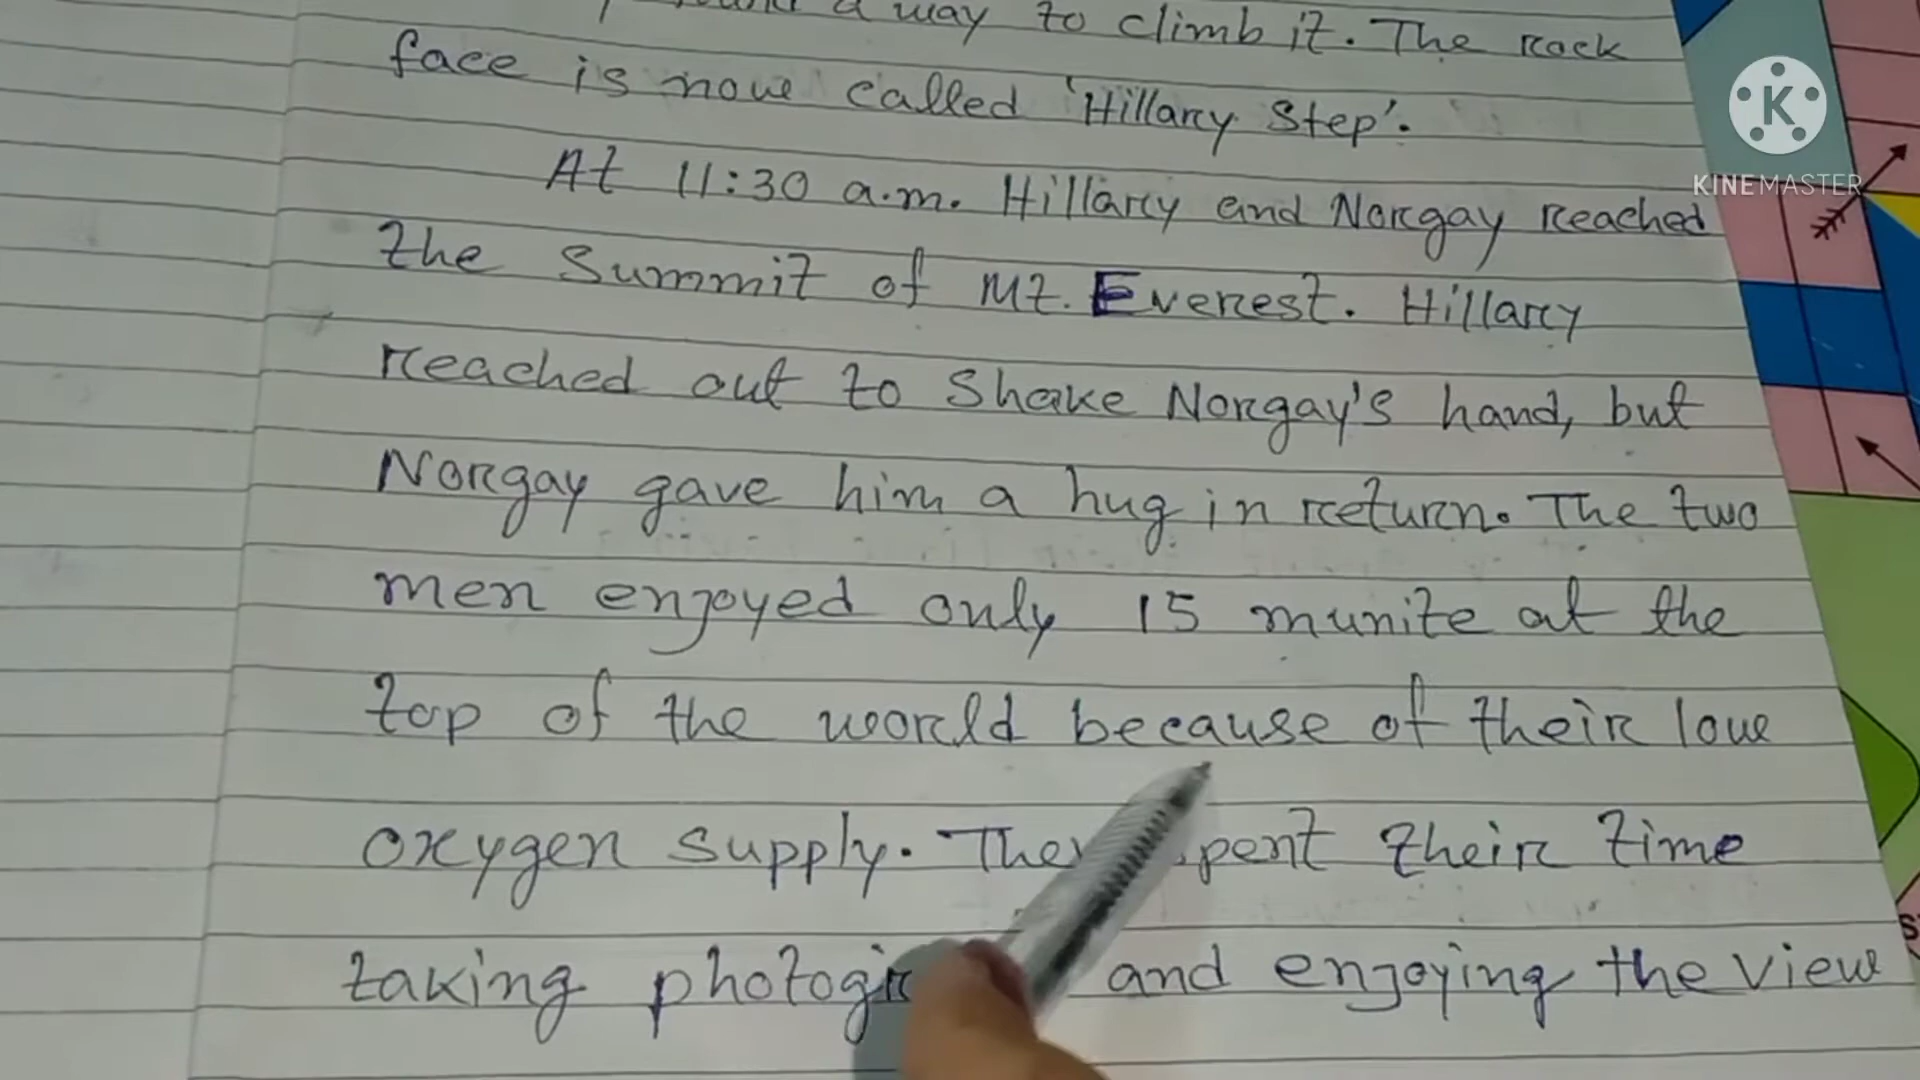 a way to climb it. The rock
face is now called 'Hillary Step'.
At 11:30 a.m. Hillary and Norgay reached
the Summit of Mt. Everest. Hillary
reached out to Shake Norgay's hand, but
Norgay gave him a hug in return. The two
men enjoyed only 15 munite at the
top of the world because of their low
oxygen supply. They their time
taking and enjoying the view
K
KINEMASTER